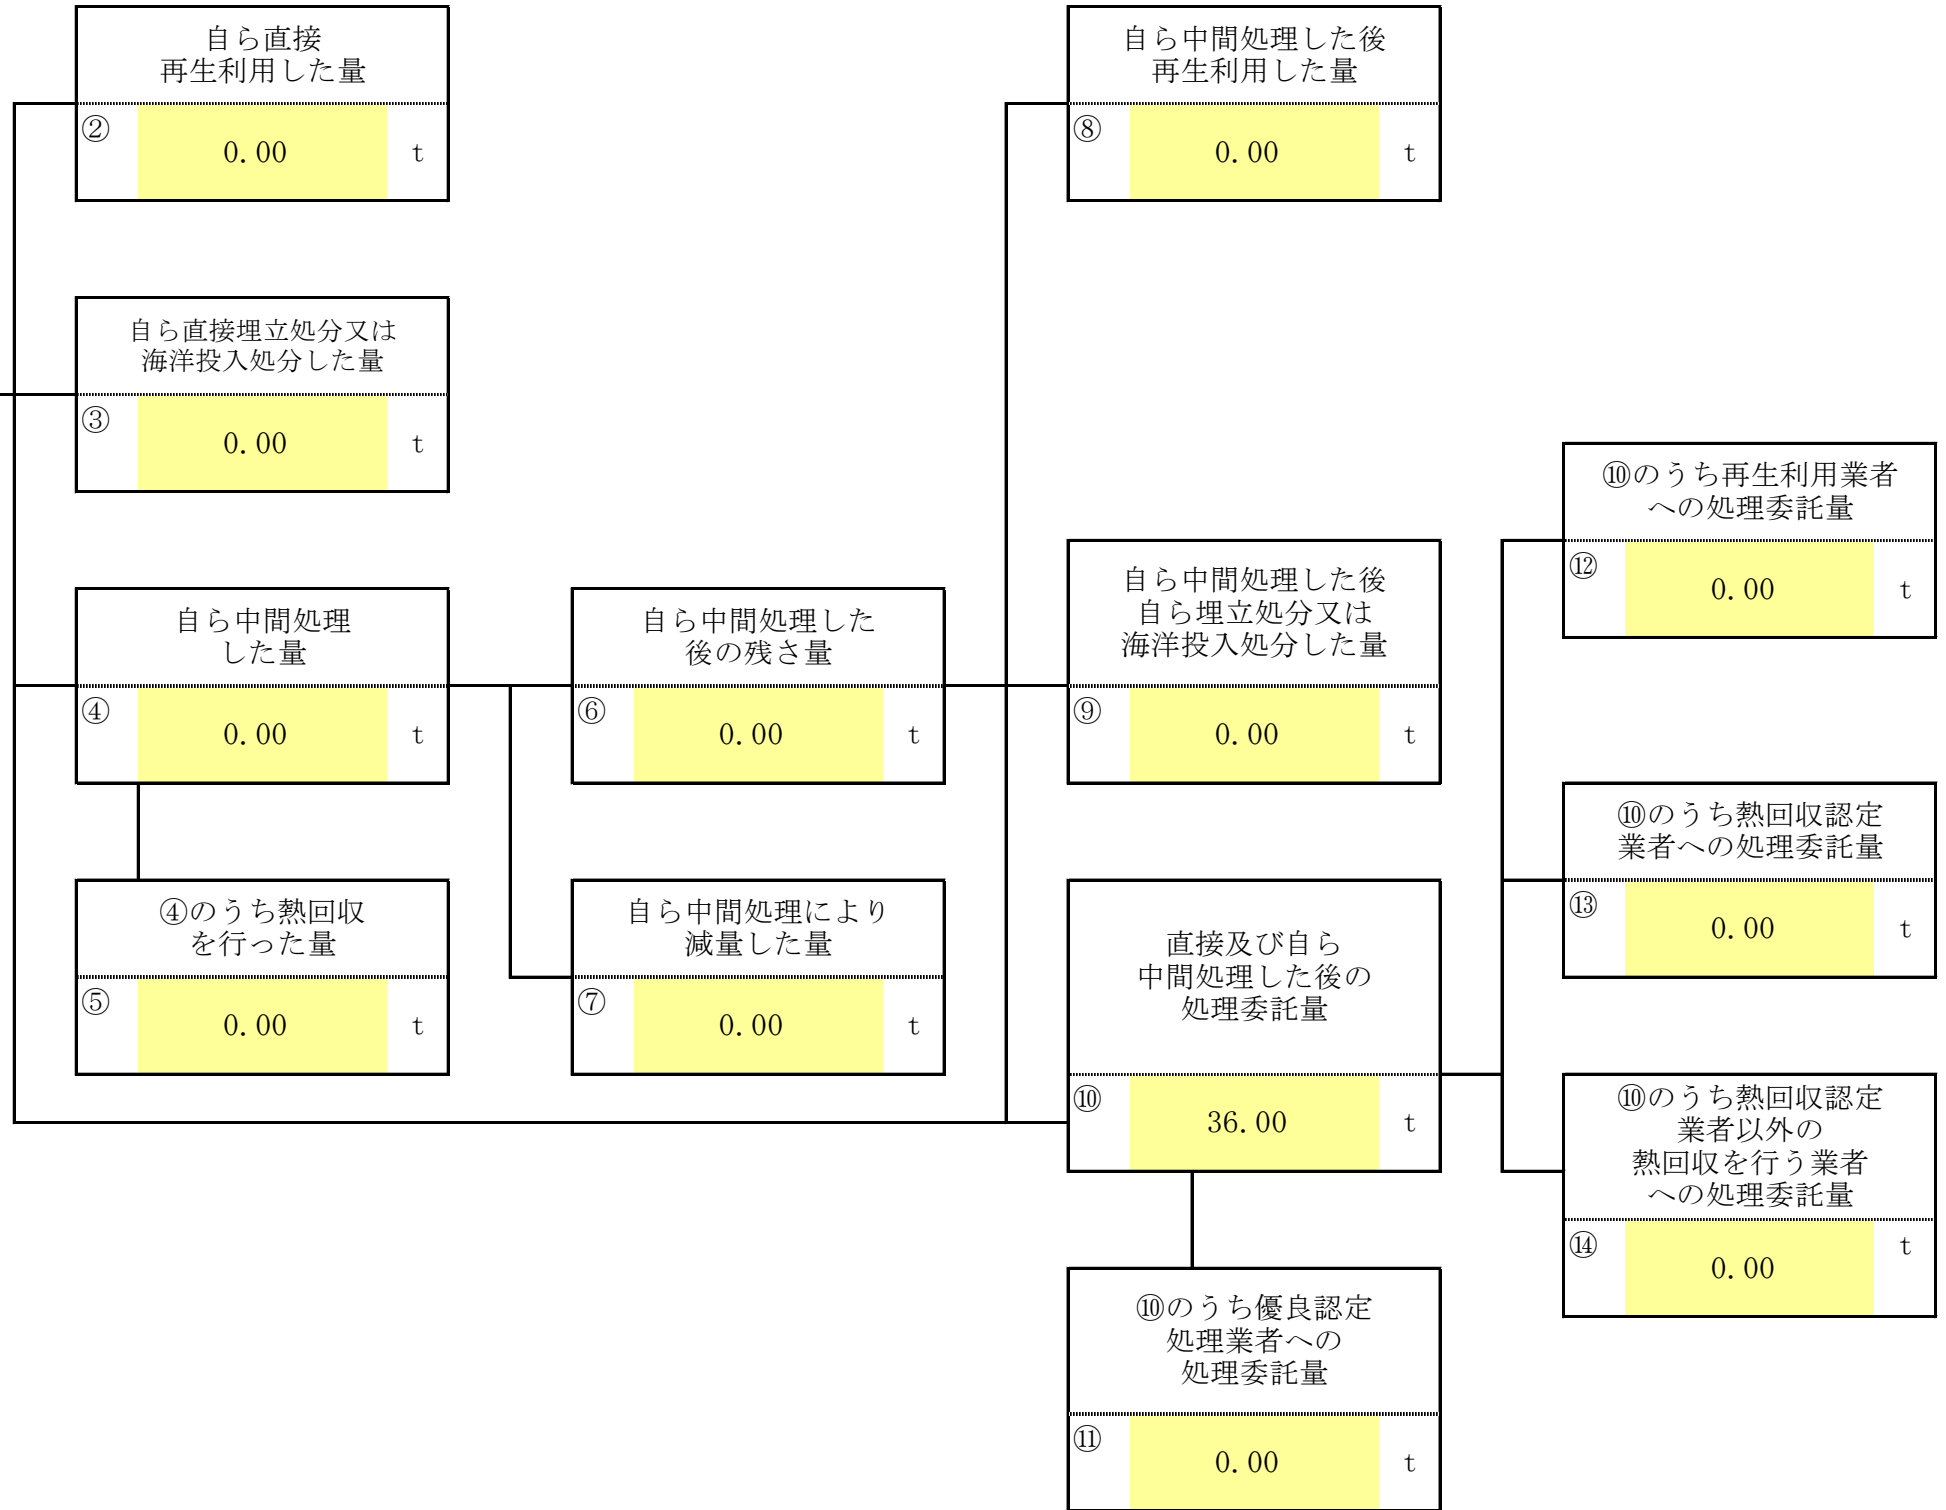 自ら直接
再生利用した量
②
0.00
t
自ら中間処理した後
再生利用した量
⑧
0.00
t
自ら直接埋立処分又は
海洋投入処分した量
③
0.00
t
⑩のうち再生利用業者
への処理委託量
⑫
0.00
t
自ら中間処理
した量
④
0.00
t
自ら中間処理した
後の残さ量
⑥
0.00
t
自ら中間処理した後
自ら埋立処分又は
海洋投入処分した量
⑨
0.00
t
⑩のうち熱回収認定
業者への処理委託量
⑬
0.00
t
④のうち熱回収
を行った量
⑤
0.00
t
自ら中間処理により
減量した量
⑦
0.00
t
直接及び自ら
中間処理した後の
処理委託量
⑩
36.00
t
⑩のうち熱回収認定
業者以外の
熱回収を行う業者
への処理委託量
⑭
0.00
t
⑩のうち優良認定
処理業者への
処理委託量
⑪
0.00
t